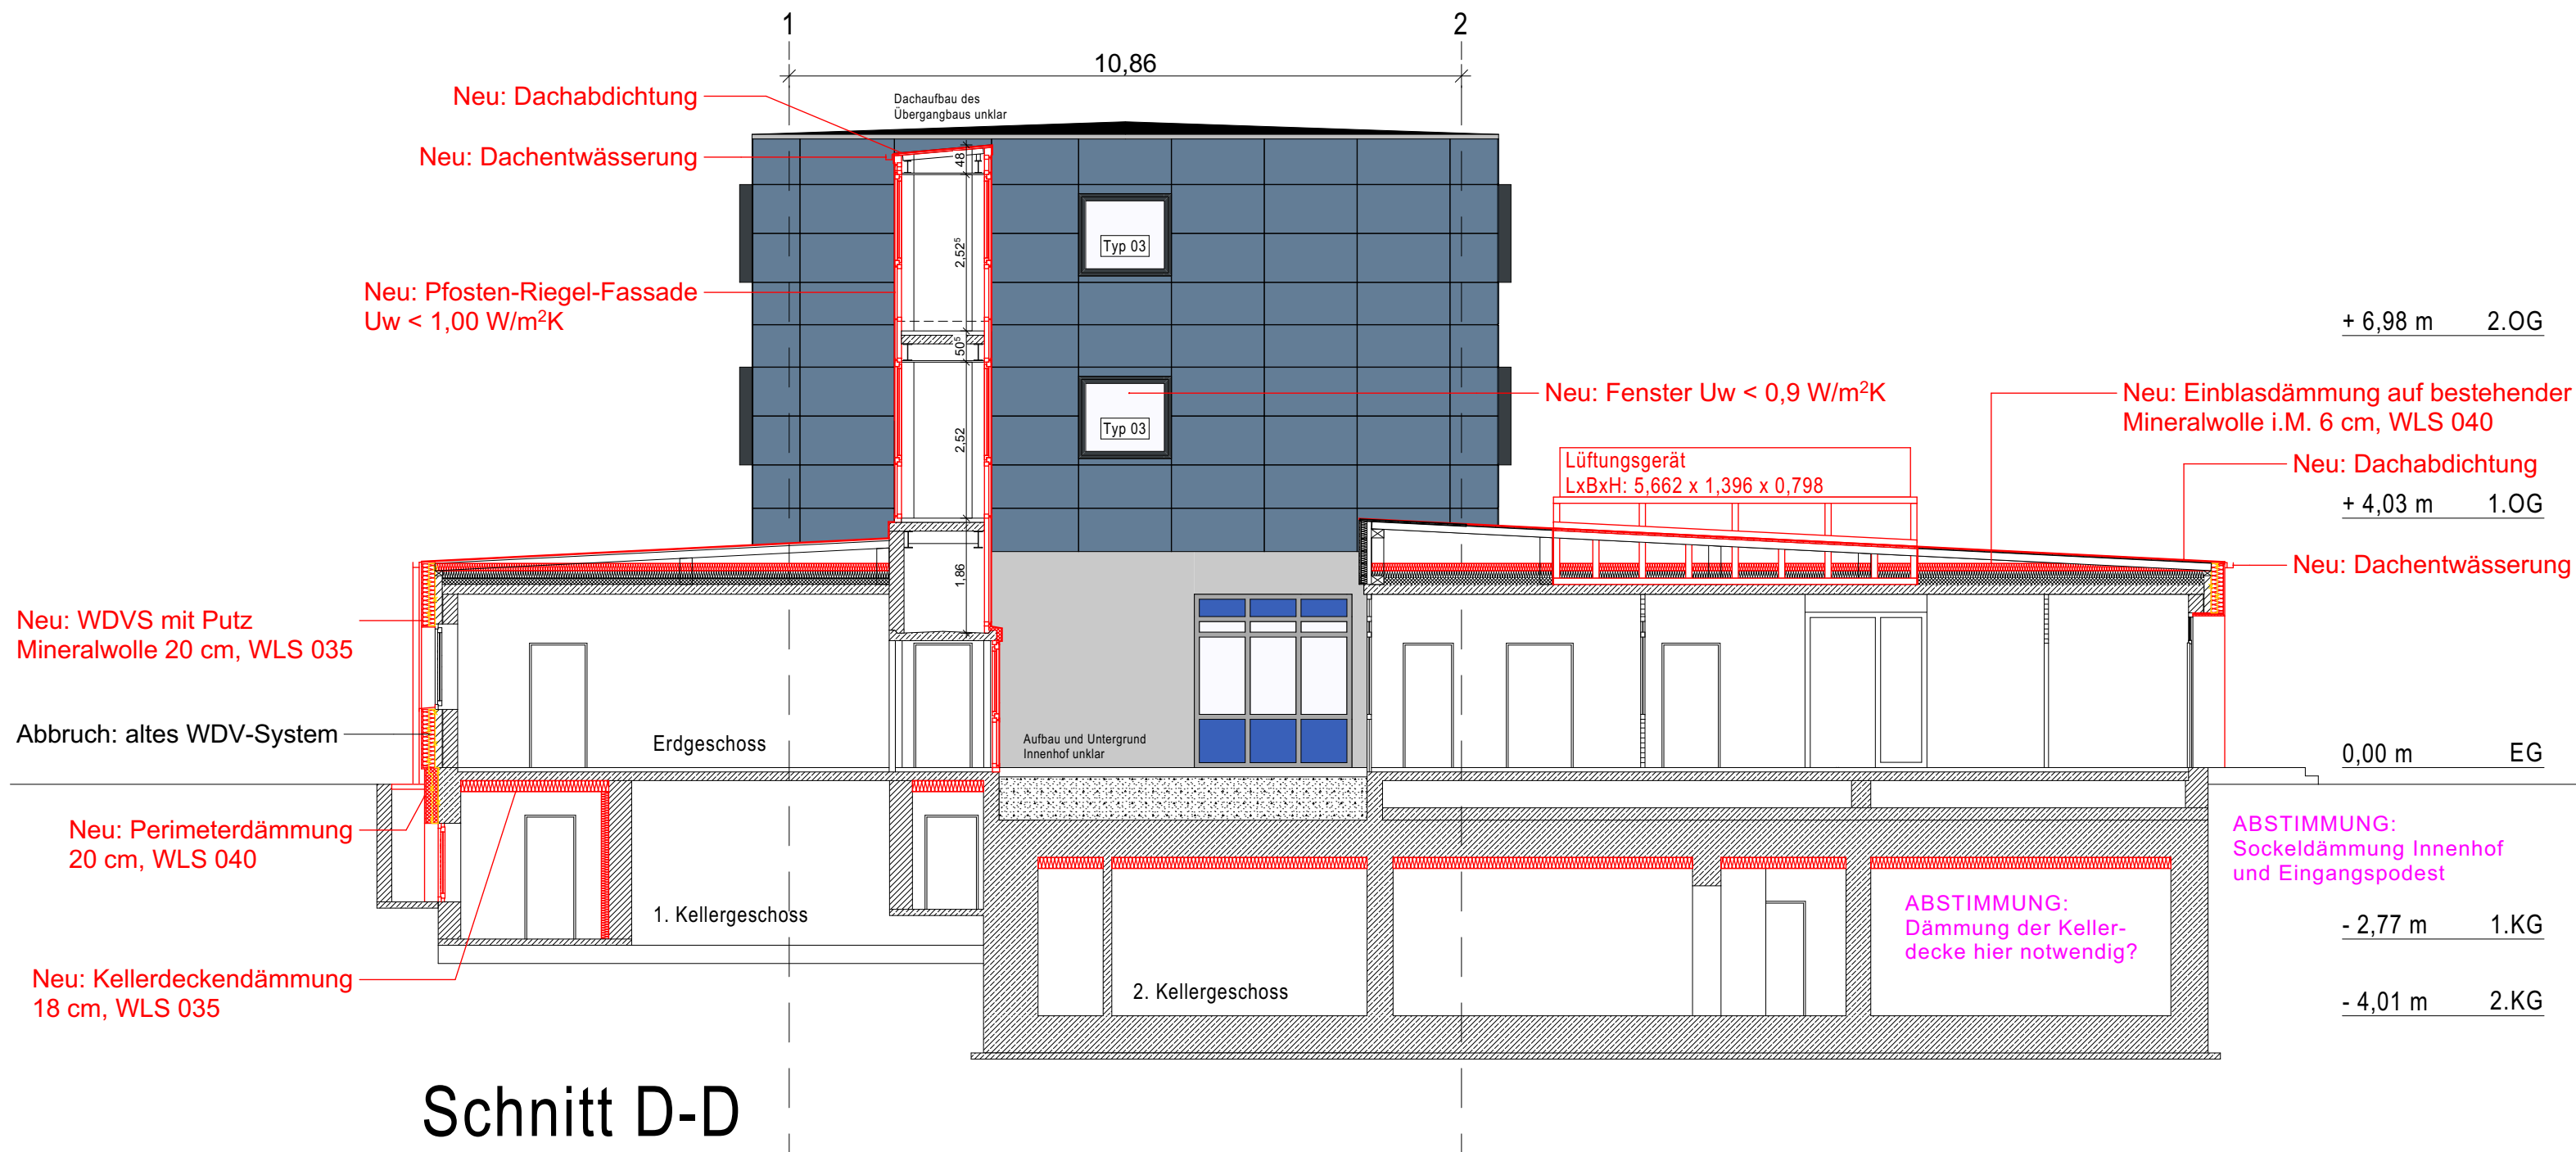 1
2
10,86
Neu: Dachabdichtung
Dachaufbau des
Übergangbaus unklar
Neu: Dachentwässerung
48
Typ 03
2,52⁵
Neu: Pfosten-Riegel-Fassade
Uw < 1,00 W/m²K
+ 6,98 m 2.OG
50⁵
Neu: Fenster Uw < 0,9 W/m²K
Neu: Einblasdämmung auf bestehender
Mineralwolle i.M. 6 cm, WLS 040
Typ 03
2,52
Lüftungsgerät
LxBxH: 5,662 x 1,396 x 0,798
Neu: Dachabdichtung
+ 4,03 m 1.OG
Neu: Dachentwässerung
1,86
Neu: WDVS mit Putz
Mineralwolle 20 cm, WLS 035
Abbruch: altes WDV-System
Erdgeschoss
Aufbau und Untergrund
Innenhof unklar
0,00 m EG
Neu: Perimeterdämmung
20 cm, WLS 040
ABSTIMMUNG:
Sockeldämmung Innenhof
und Eingangspodest
1. Kellergeschoss
ABSTIMMUNG:
Dämmung der Keller-
decke hier notwendig?
- 2,77 m 1.KG
Neu: Kellerdeckendämmung
18 cm, WLS 035
2. Kellergeschoss
- 4,01 m 2.KG
Schnitt D-D